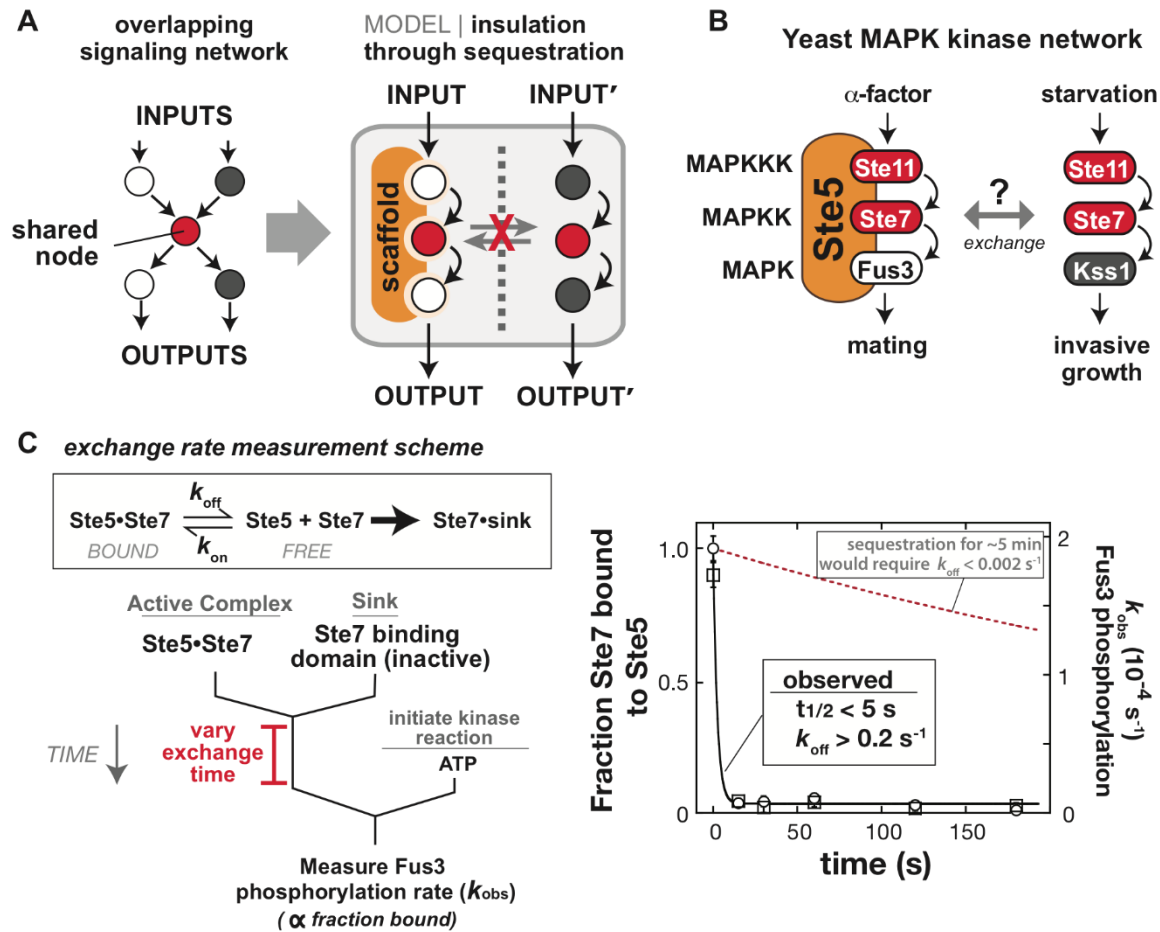 A
overlapping
signaling network
INPUTS
shared
node
OUTPUTS
MODEL | insulation
through sequestration
INPUT
INPUT′
scaffold
X
OUTPUT
OUTPUT′
B
Yeast MAPK kinase network
α-factor
starvation
MAPKKK
MAPKK
MAPK
Ste5
Ste11
Ste7
Fus3
?
exchange
Ste11
Ste7
Kss1
mating
invasive
growth
C
exchange rate measurement scheme
koff
Ste5•Ste7
Ste5 + Ste7
Ste7•sink
BOUND
kon
FREE
Active Complex
Ste5•Ste7
Sink
Ste7 binding
domain (inactive)
TIME
vary
exchange
time
initiate kinase
reaction
ATP
Measure Fus3
phosphorylation rate (kobs)
(α fraction bound)
Fraction Ste7 bound
to Ste5
1.0
0.5
0
sequestration for ~5 min
would require koff < 0.002 s-1
observed
t1/2 < 5 s
koff > 0.2 s-1
2
1
0
kobs (10-4 s-1)
Fus3 phosphorylation
0
50
100
150
time (s)